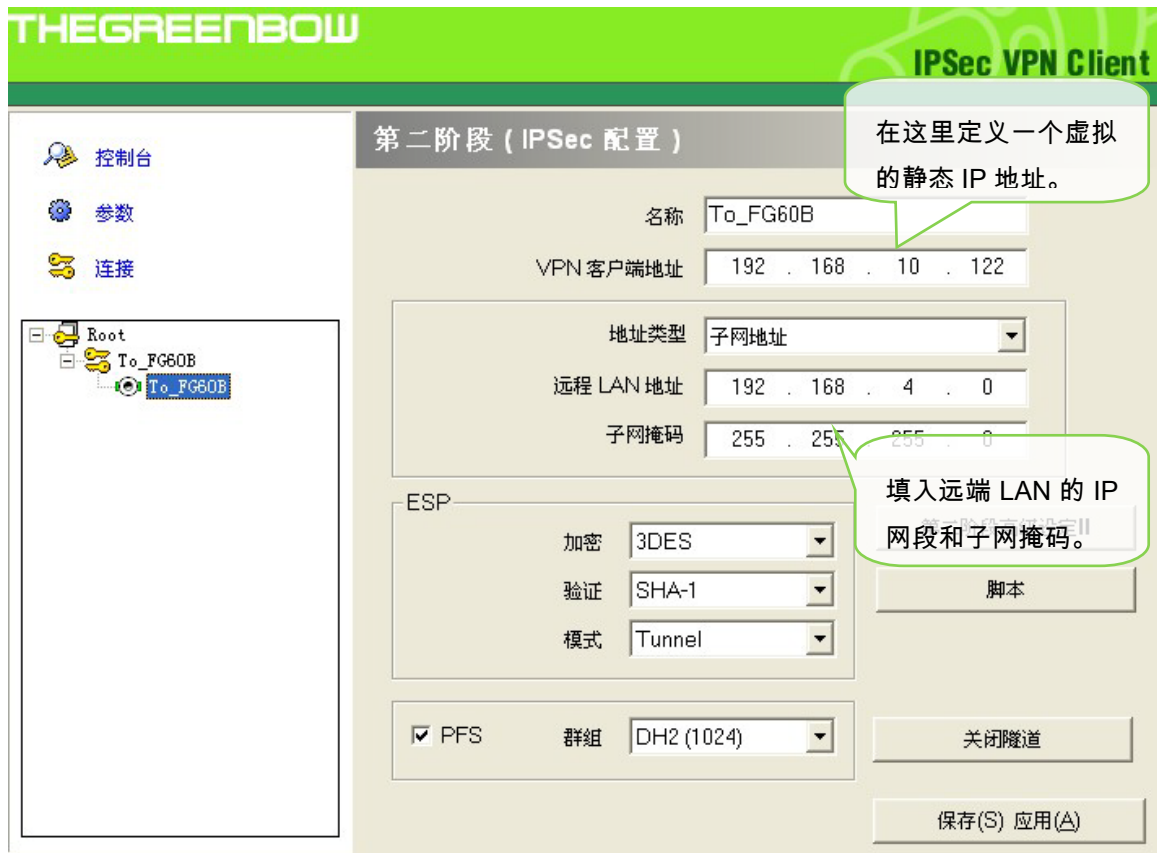 THEGREENBOW
IPSec VPN Client
控制台
参数
连接
Root
To_FG60B
To_FG60B
第二阶段 ( IPSec 配置 )
在这里定义一个虚拟
的静态 IP 地址。
名称 To_FG60B
VPN 客户端地址 192 . 168 . 10 . 122
地址类型 子网地址
远程 LAN 地址 192 . 168 . 4 . 0
子网掩码 255 . 255 . 255 . 0
填入远端 LAN 的 IP
网段和子网掩码。
ESP
加密 3DES
验证 SHA-1
模式 Tunnel
脚本
PFS 群组 DH2 (1024)
关闭隧道
保存(S) 应用(A)